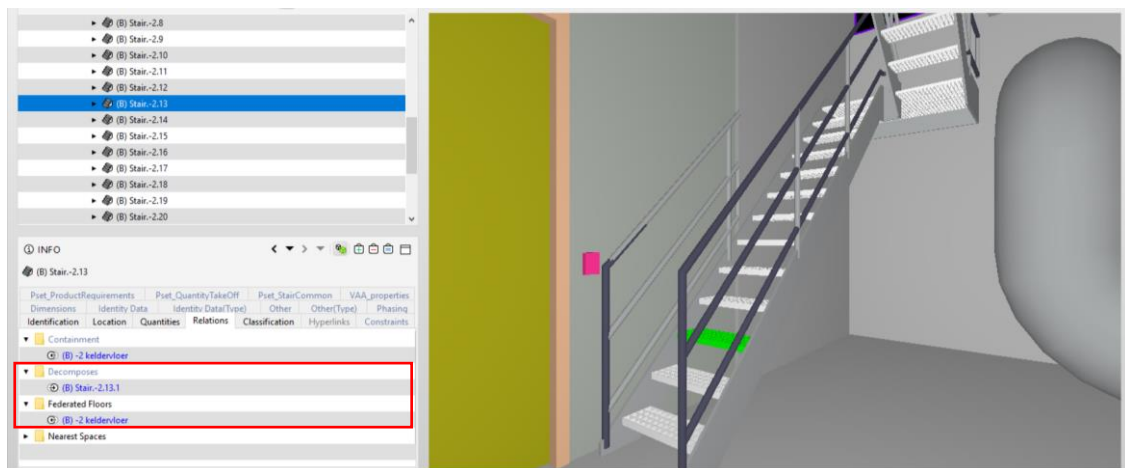 (B) Stair.-2.8
(B) Stair.-2.9
(B) Stair.-2.10
(B) Stair.-2.11
(B) Stair.-2.12
(B) Stair.-2.13
(B) Stair.-2.14
(B) Stair.-2.15
(B) Stair.-2.16
(B) Stair.-2.17
(B) Stair.-2.18
(B) Stair.-2.19
(B) Stair.-2.20
INFO
(B) Stair.-2.13
Pset_ProductRequirements Pset_QuantityTakeOff Pset_StairCommon VAA_properties
Dimensions Identity Data Identity Data(Type) Other Other(Type) Phasing
Identification Location Quantities Relations Classification Hyperlinks Constraints
Containment
(B) -2 keldervloer
Decomposes
(B) Stair.-2.13.1
Federated Floors
(B) -2 keldervloer
Nearest Spaces